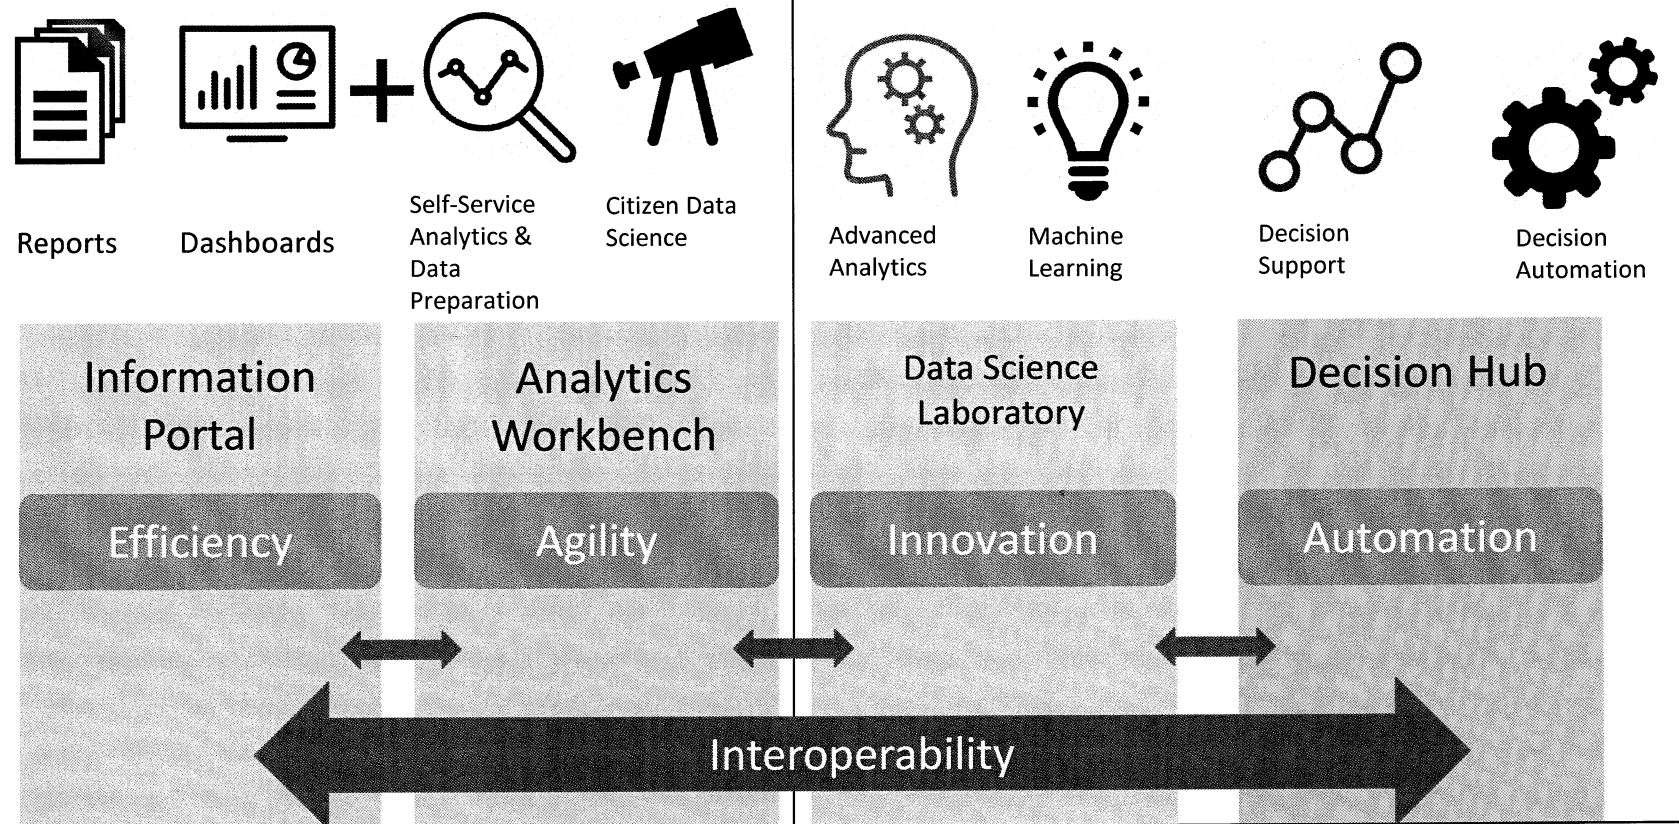 Reports
Dashboards
Self-Service
Analytics &
Data
Preparation
Citizen Data
Science
Advanced
Analytics
Machine
Learning
Decision
Support
Decision
Automation
Information
Portal
Analytics
Workbench
Data Science
Laboratory
Decision Hub
Efficiency
Agility
Innovation
Automation
Interoperability